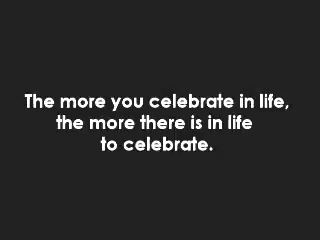 The more you celebrate in life,
the more there is in life
to celebrate.